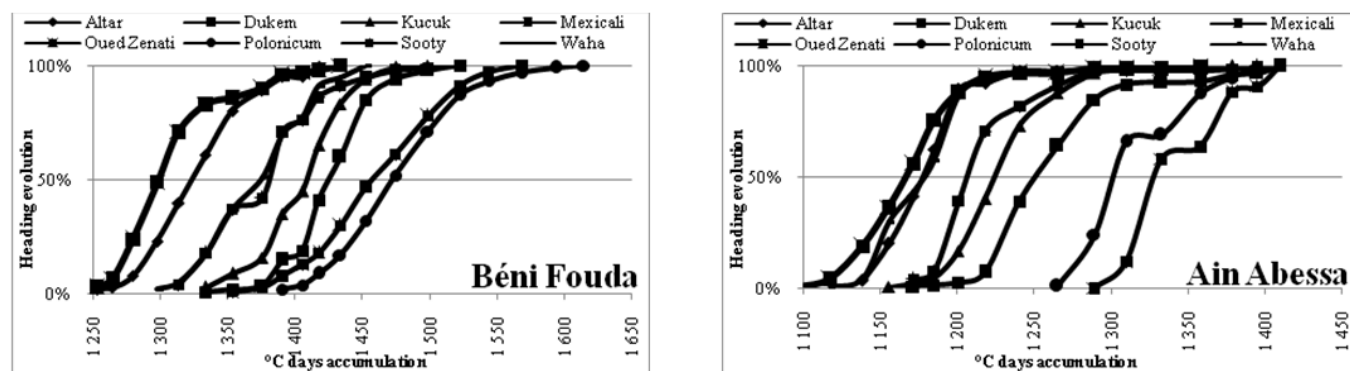 Altar Dukem Kucuk Mexicali
Oued Zenati Polonicum Sooty Waha
100%
50%
0%
Heading evolution
Béni Fouda
1 250
1 300
1 350
1 400
1 450
1 500
1 550
1 600
1 650
°C days accumulation
Altar Dukem Kucuk Mexicali
Oued Zenati Polonicum Sooty Waha
100%
50%
0%
Heading evolution
Ain Abessa
1 100
1 150
1 200
1 250
1 300
1 350
1 400
1 450
°C days accumulation